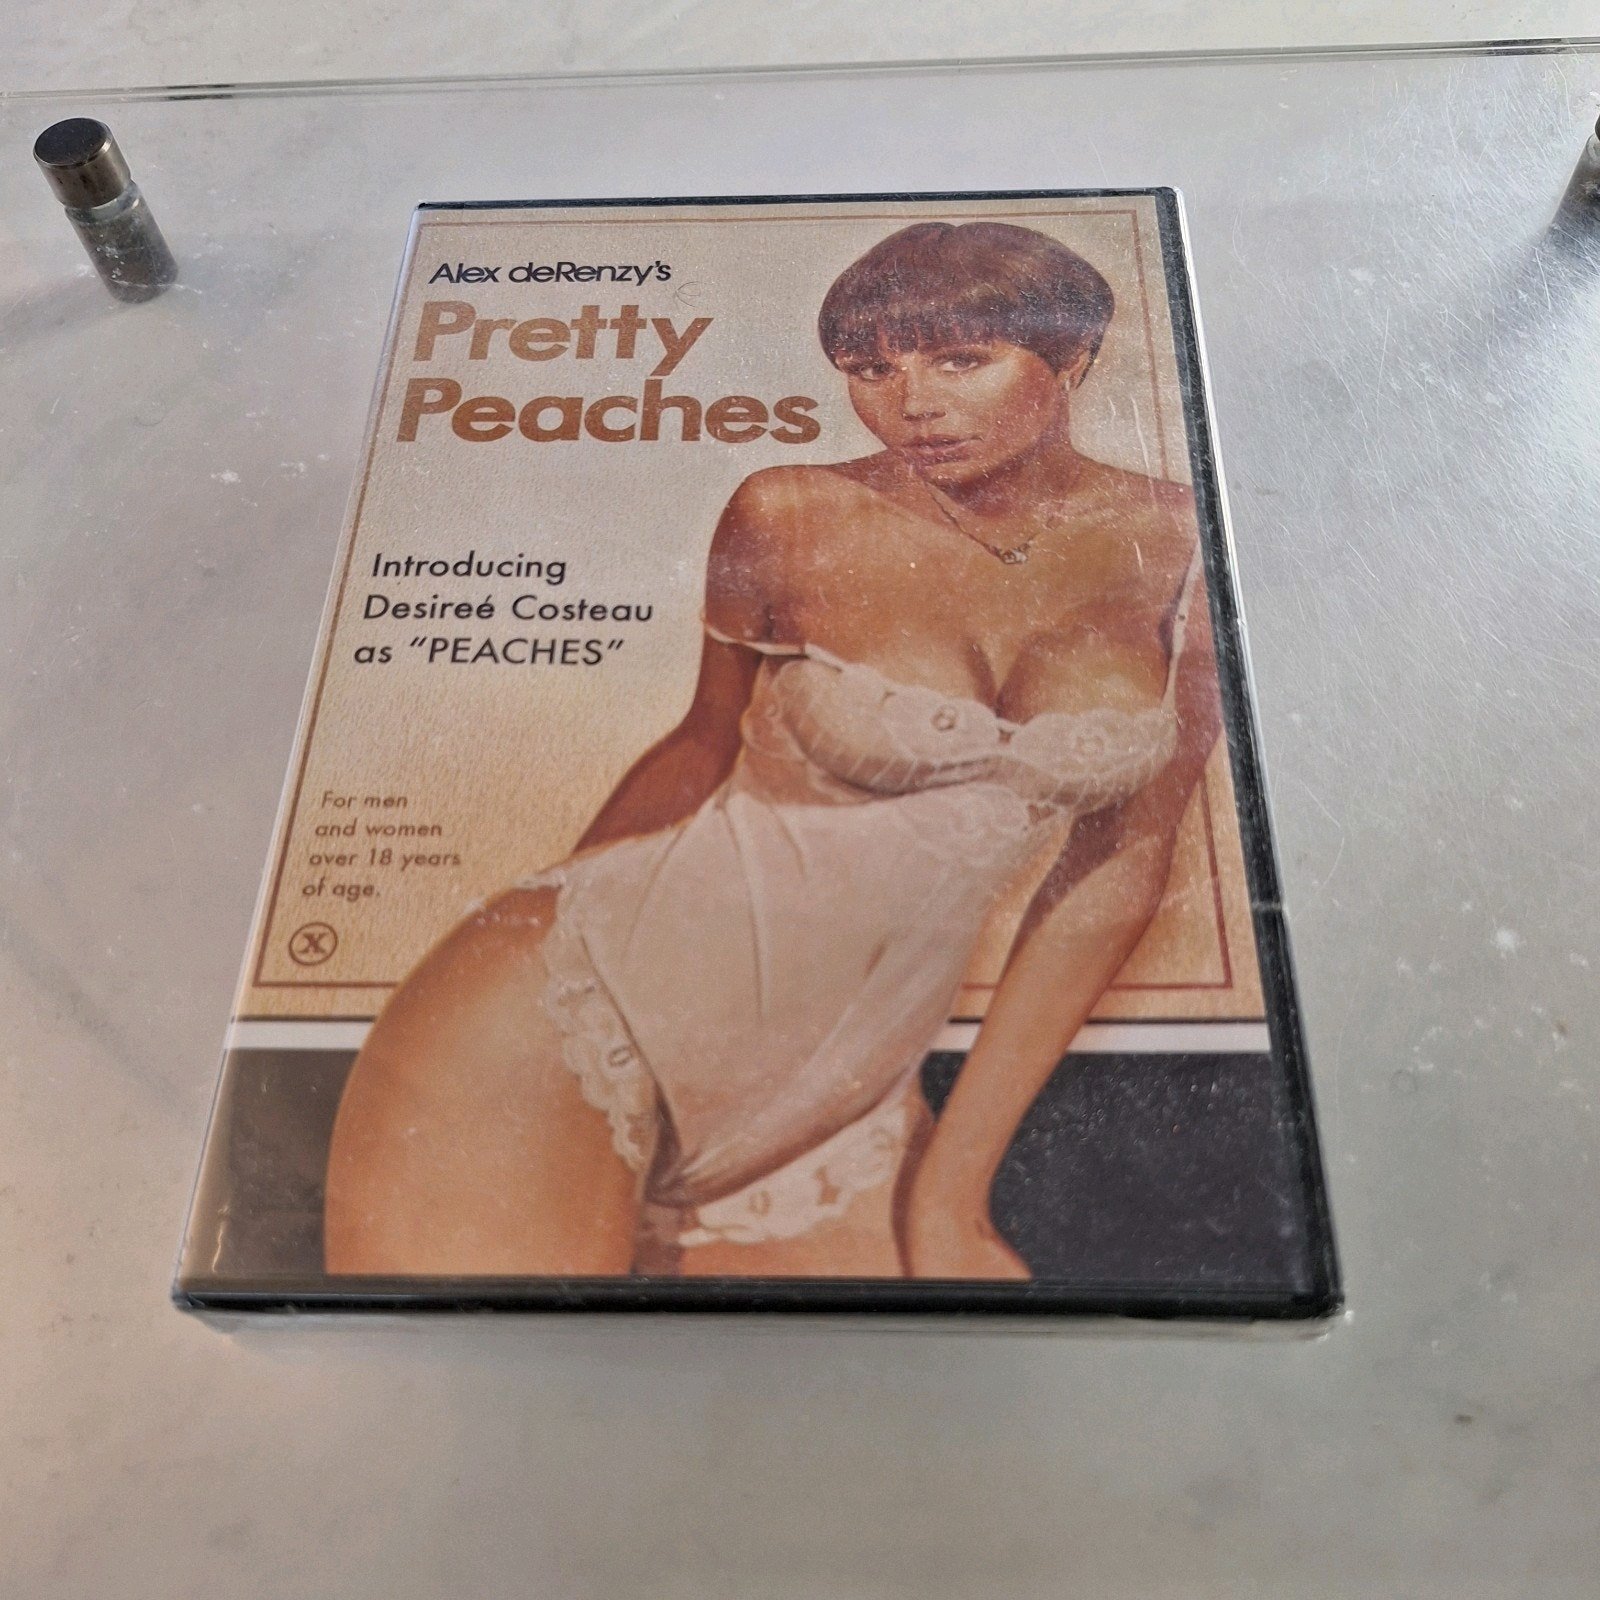 Alex deRenzy's
Pretty
Peaches
Introducing
Desireé Costeau
as "PEACHES"
For men
and women
over 18 years
of age.
X